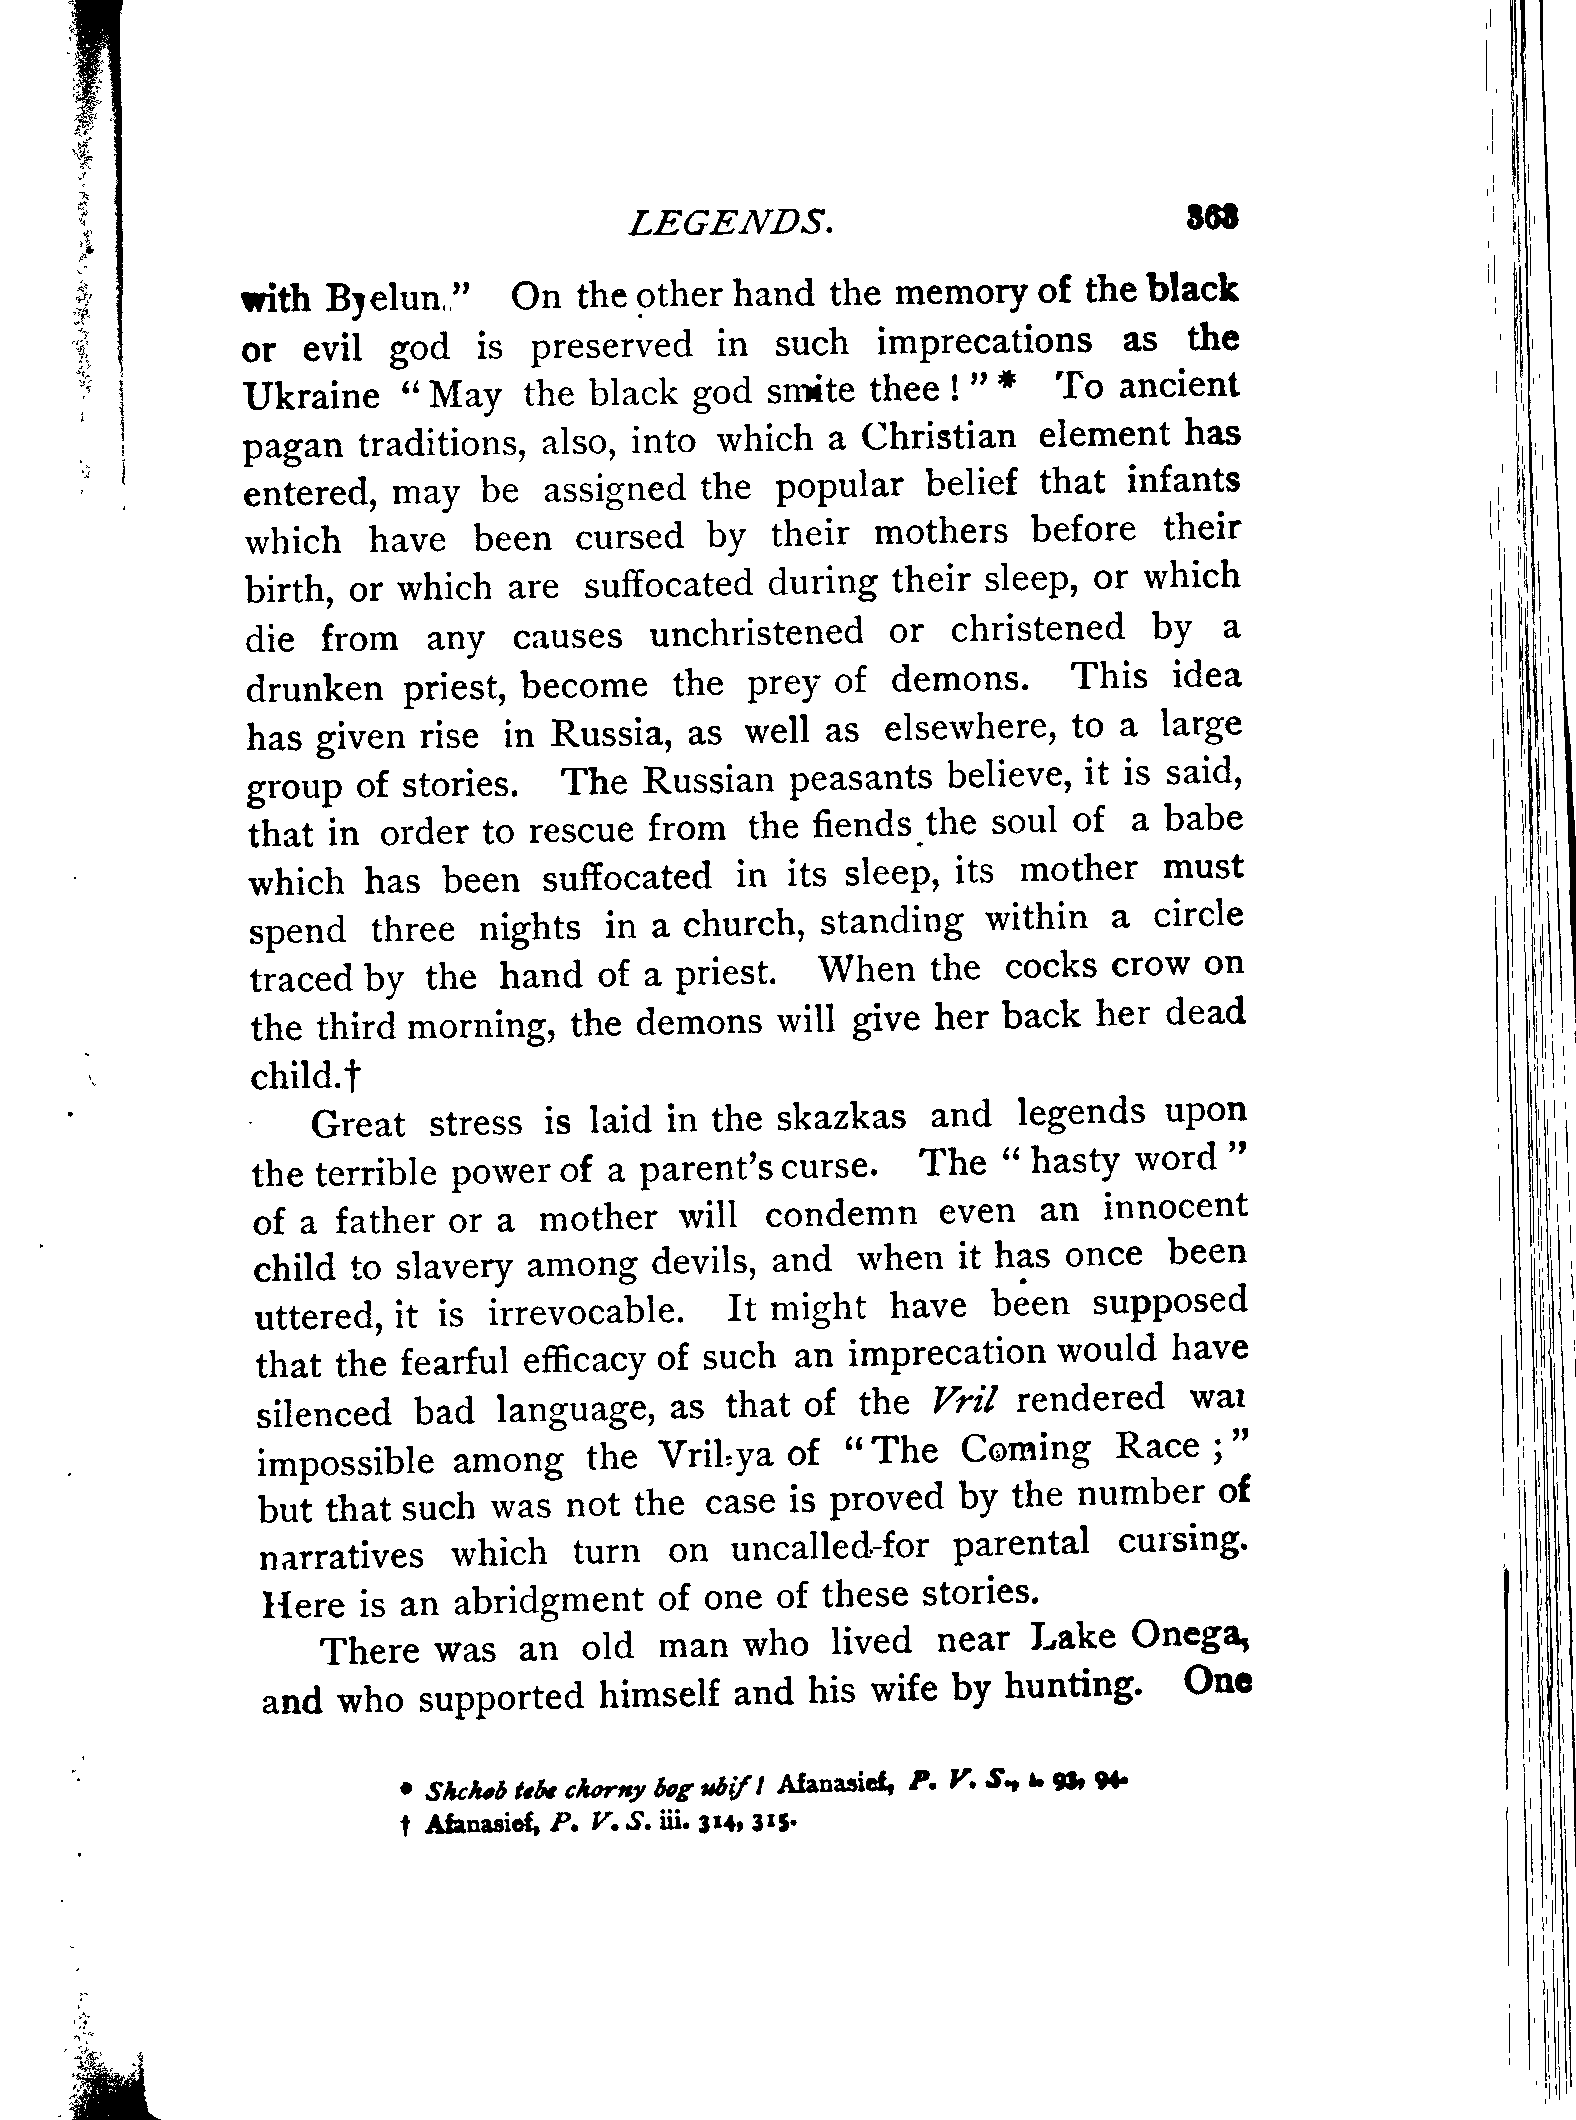 LEGENDS. 363
with Byelun." On the other hand the memory of the black
or evil god is preserved in such imprecations as the
Ukraine "May the black god smite thee!"* To ancient
pagan traditions, also, into which a Christian element has
entered, may be assigned the popular belief that infants
which have been cursed by their mothers before their
birth, or which are suffocated during their sleep, or which
die from any causes unchristened or christened by a
drunken priest, become the prey of demons. This idea
has given rise in Russia, as well as elsewhere, to a large
group of stories. The Russian peasants believe, it is said,
that in order to rescue from the fiends the soul of a babe
which has been suffocated in its sleep, its mother must
spend three nights in a church, standing within a circle
traced by the hand of a priest. When the cocks crow on
the third morning, the demons will give her back her dead
child.†
Great stress is laid in the skazkas and legends upon
the terrible power of a parent's curse. The "hasty word"
of a father or a mother will condemn even an innocent
child to slavery among devils, and when it has once been
uttered, it is irrevocable. It might have been supposed
that the fearful efficacy of such an imprecation would have
silenced bad language, as that of the Vril rendered war
impossible among the Vril-ya of "The Coming Race;"
but that such was not the case is proved by the number of
narratives which turn on uncalled-for parental cursing.
Here is an abridgment of one of these stories.
There was an old man who lived near Lake Onega,
and who supported himself and his wife by hunting. One
* Shchob tebe chorny bog ubif! Afanasief, P. V. S., i. 93, 94.
† Afanasief, P. V. S. iii. 314, 315.